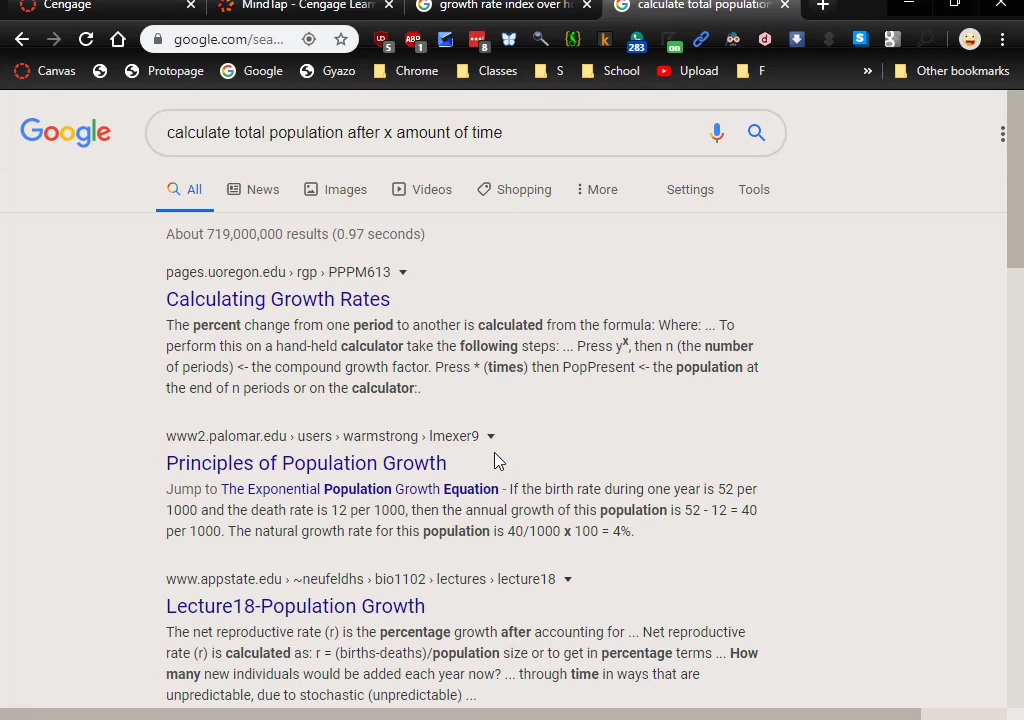 Cengage
MindTap - Cengage Lear
growth rate index over h
calculate total population
google.com/sea...
5
1
8
283
on
Canvas
Protopage
Google
Gyazo
Chrome
Classes
S
School
Upload
F
»
Other bookmarks
Google
calculate total population after x amount of time
All
News
Images
Videos
Shopping
More
Settings
Tools
About 719,000,000 results (0.97 seconds)
pages.uoregon.edu › rgp › PPPM613
Calculating Growth Rates
The percent change from one period to another is calculated from the formula: Where: ... To
perform this on a hand-held calculator take the following steps: ... Press yx, then n (the number
of periods) <- the compound growth factor. Press * (times) then PopPresent <- the population at
the end of n periods or on the calculator:.
www2.palomar.edu › users › warmstrong › lmexer9
Principles of Population Growth
Jump to The Exponential Population Growth Equation - If the birth rate during one year is 52 per
1000 and the death rate is 12 per 1000, then the annual growth of this population is 52 - 12 = 40
per 1000. The natural growth rate for this population is 40/1000 x 100 = 4%.
www.appstate.edu › ~neufeldhs › bio1102 › lectures › lecture18
Lecture18-Population Growth
The net reproductive rate (r) is the percentage growth after accounting for ... Net reproductive
rate (r) is calculated as: r = (births-deaths)/population size or to get in percentage terms ... How
many new individuals would be added each year now? ... through time in ways that are
unpredictable, due to stochastic (unpredictable) ...